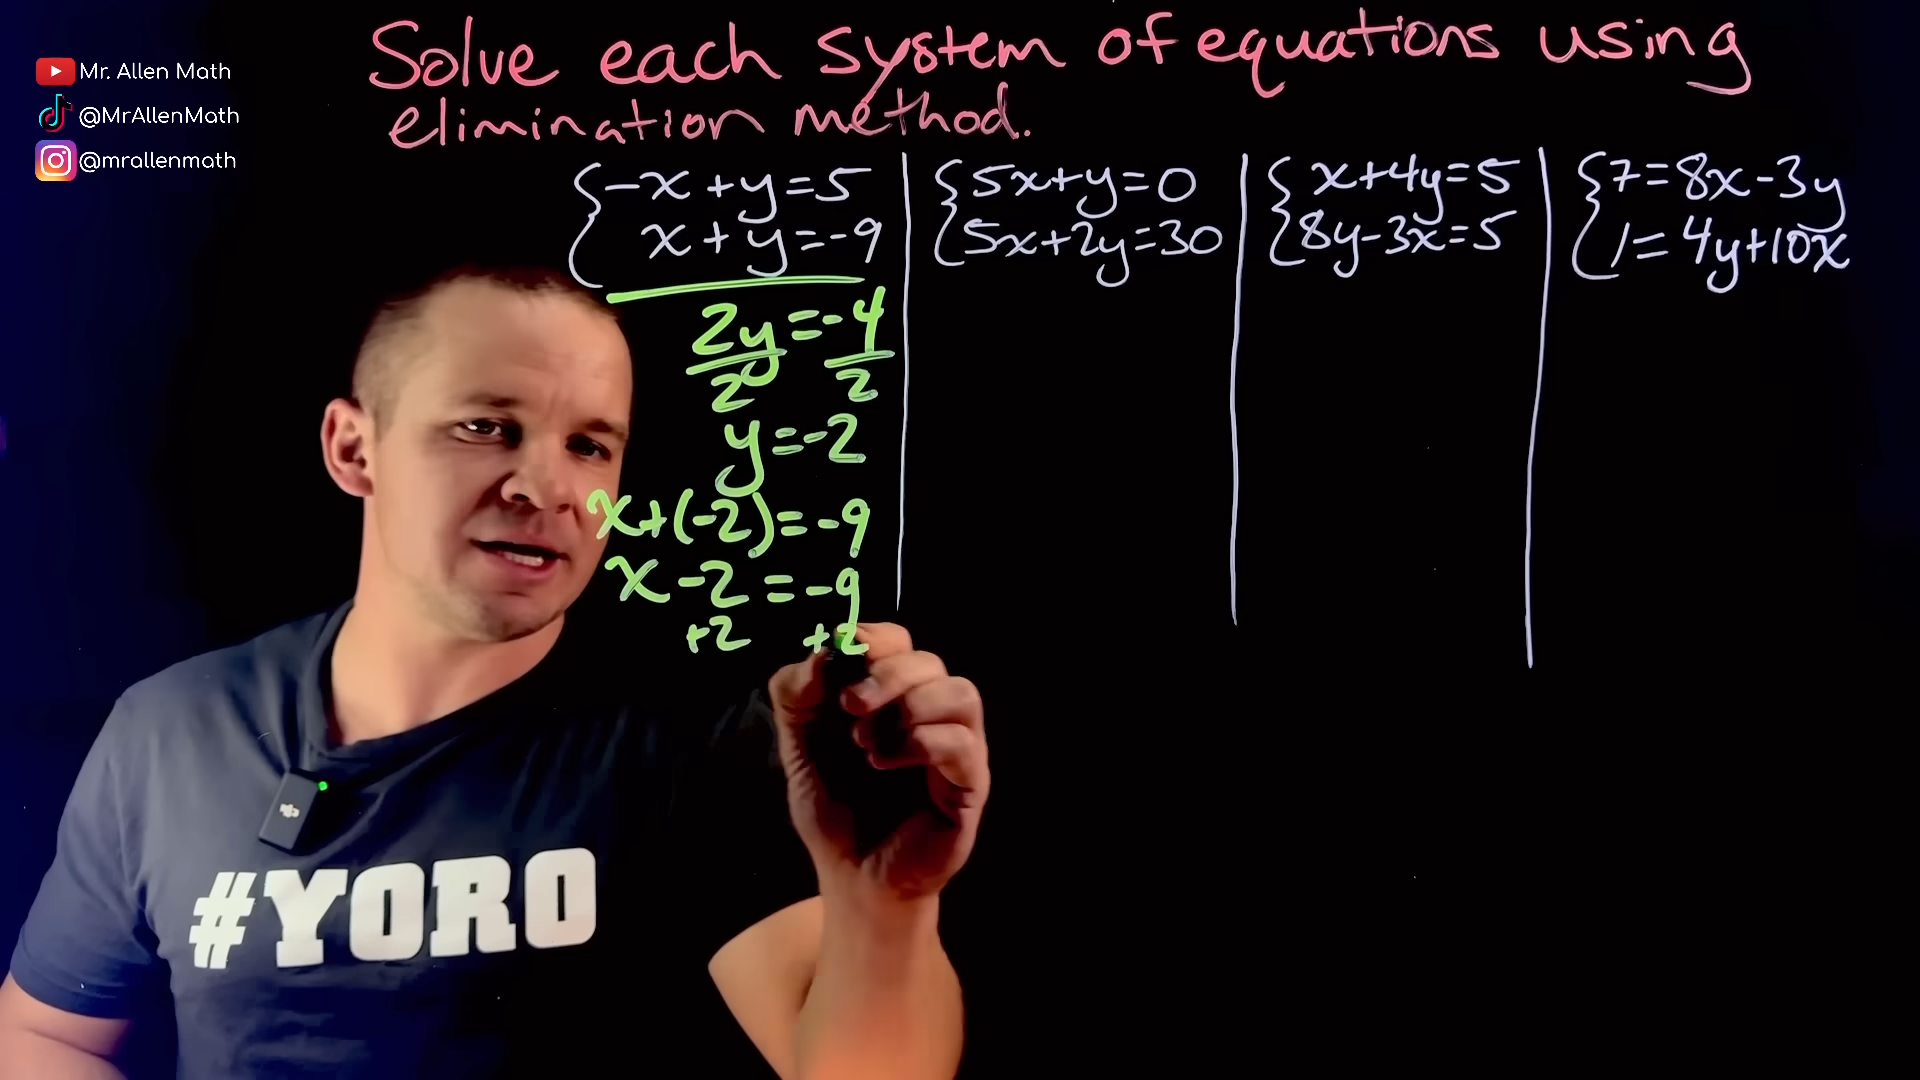 Mr. Allen Math
@MrAllenMath
@mrallenmath
Solve each system of equations using
elimination method.
-x+y=5
x+y=-9
2y=-4
2 2
y=-2
x+(-2)=-9
x-2=-9
+2 +2
5x+y=0
5x+2y=30
x+4y=5
8y-3x=5
7=8x-3y
1=4y+10x
#YORO